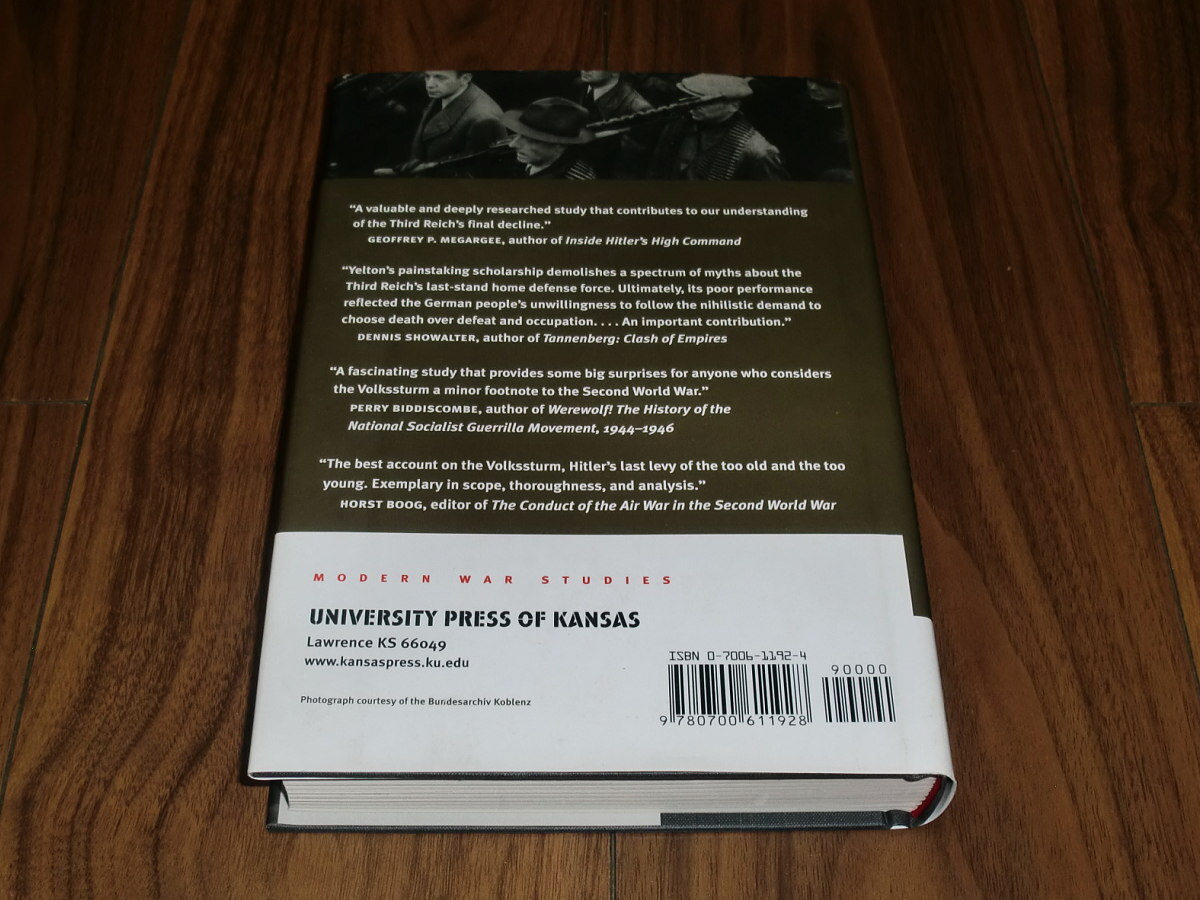 “A valuable and deeply researched study that contributes to our understanding
of the Third Reich’s final decline.”
GEOFFREY P. MEGARGEE, author of Inside Hitler’s High Command
“Yelton’s painstaking scholarship demolishes a spectrum of myths about the
Third Reich’s last-stand home defense force. Ultimately, its poor performance
reflected the German people’s unwillingness to follow the nihilistic demand to
choose death over defeat and occupation. . . . An important contribution.”
DENNIS SHOWALTER, author of Tannenberg: Clash of Empires
“A fascinating study that provides some big surprises for anyone who considers
the Volkssturm a minor footnote to the Second World War.”
PERRY BIDDISCOMBE, author of Werewolf! The History of the
National Socialist Guerrilla Movement, 1944–1946
“The best account on the Volkssturm, Hitler’s last levy of the too old and the too
young. Exemplary in scope, thoroughness, and analysis.”
HORST BOOG, editor of The Conduct of the Air War in the Second World War
MODERN WAR STUDIES
UNIVERSITY PRESS OF KANSAS
Lawrence KS 66049
www.kansaspress.ku.edu
Photograph courtesy of the Bundesarchiv Koblenz
ISBN 0-7006-1192-4
90000
9 780700 611928